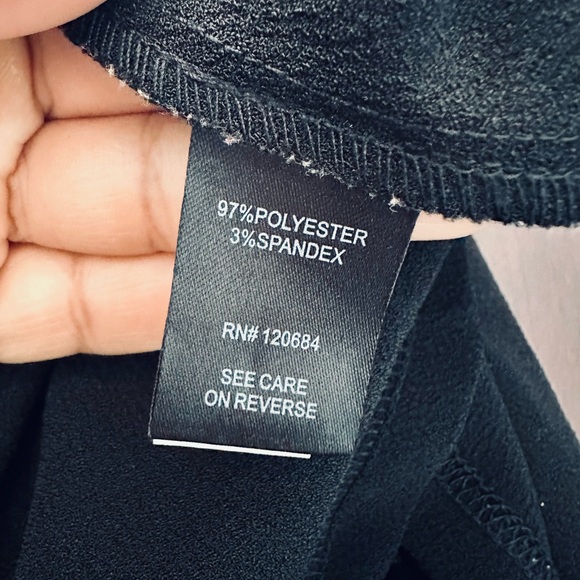 97%POLYESTER
3%SPANDEX
RN# 120684
SEE CARE
ON REVERSE